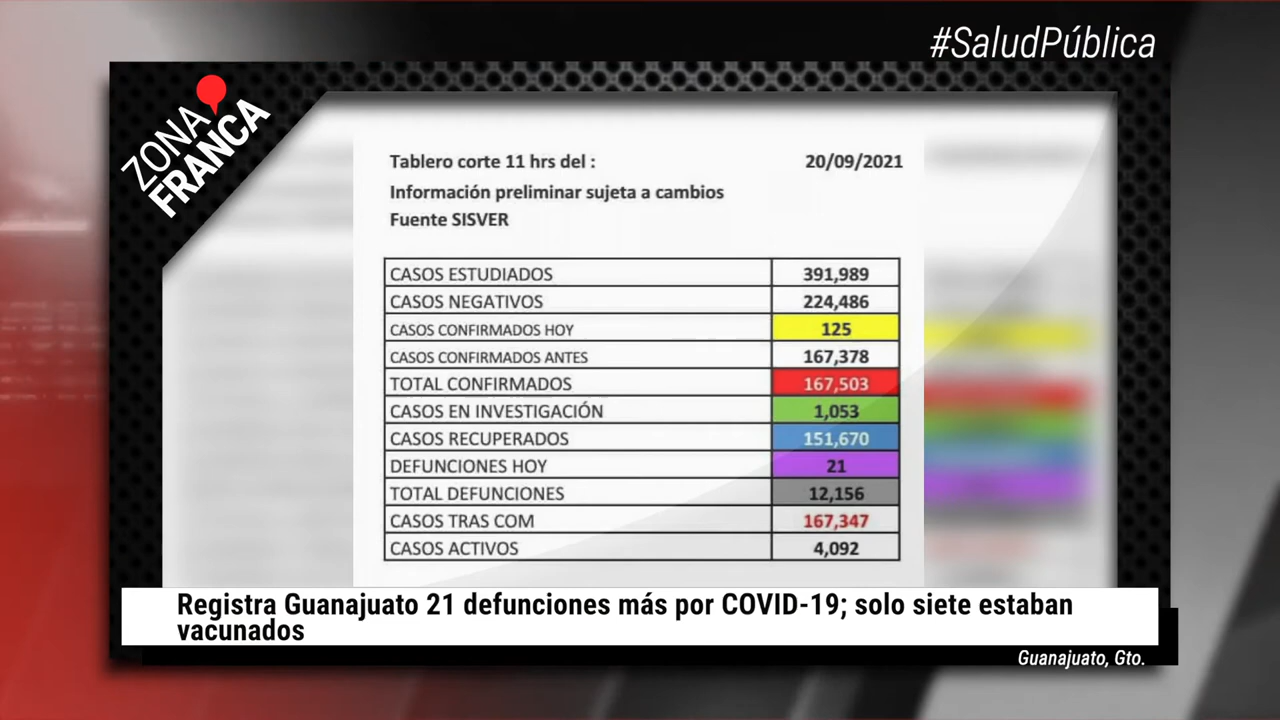 #SaludPública
ZONA
FRANCA
Tablero corte 11 hrs del : 20/09/2021
Información preliminar sujeta a cambios
Fuente SISVER
CASOS ESTUDIADOS 391,989
CASOS NEGATIVOS 224,486
CASOS CONFIRMADOS HOY 125
CASOS CONFIRMADOS ANTES 167,378
TOTAL CONFIRMADOS 167,503
CASOS EN INVESTIGACIÓN 1,053
CASOS RECUPERADOS 151,670
DEFUNCIONES HOY 21
TOTAL DEFUNCIONES 12,156
CASOS TRAS COM 167,347
CASOS ACTIVOS 4,092
Registra Guanajuato 21 defunciones más por COVID-19; solo siete estaban
vacunados
Guanajuato, Gto.